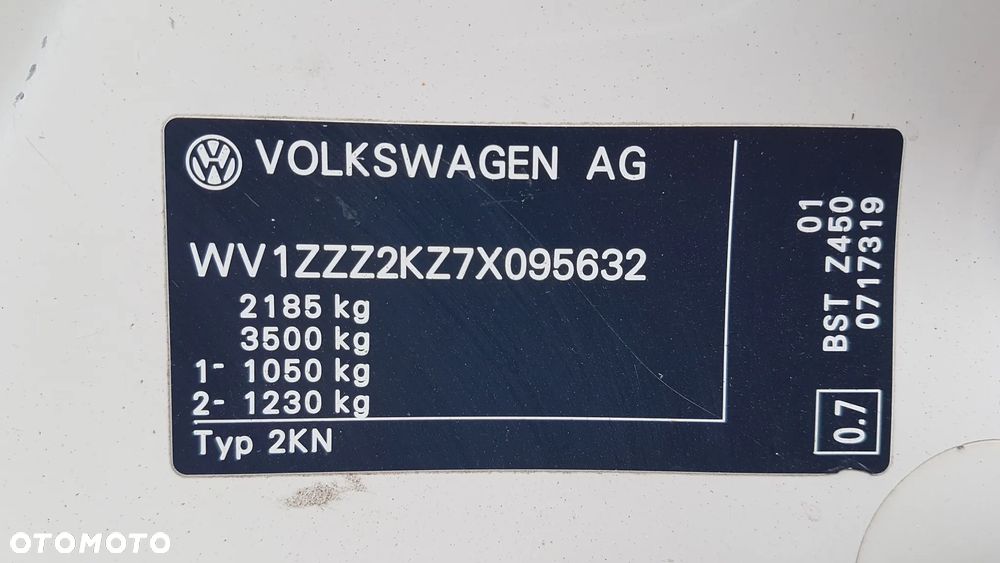 VOLKSWAGEN AG
WV1ZZZ2KZ7X095632
2185 kg
3500 kg
1- 1050 kg
2- 1230 kg
Typ 2KN
01
BST Z450
0717319
0.7
OTOMOTO